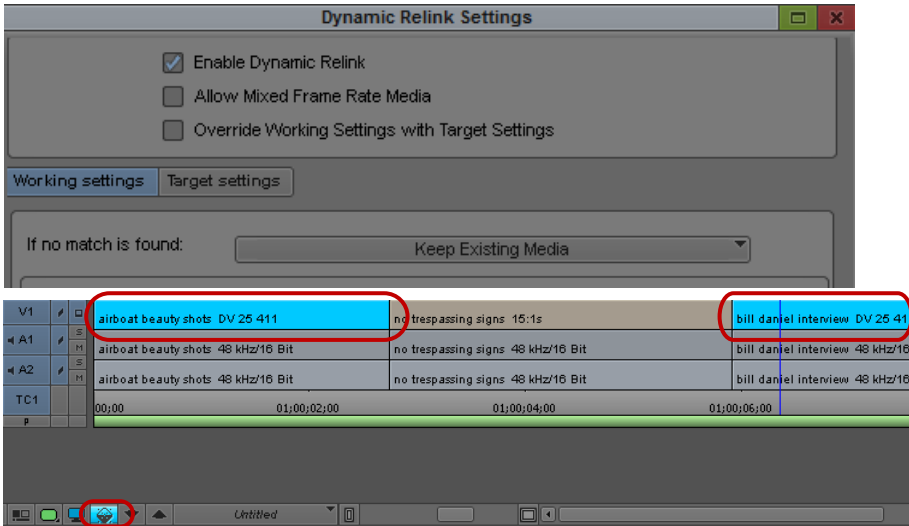 Dynamic Relink Settings
Enable Dynamic Relink
Allow Mixed Frame Rate Media
Override Working Settings with Target Settings
Working settings Target settings
If no match is found: Keep Existing Media
V1 airboat beauty shots DV 25 411 no trespassing signs 15:1s bill daniel interview DV 25 41
A1 S M airboat beauty shots 48 kHz/16 Bit no trespassing signs 48 kHz/16 Bit bill daniel interview 48 kHz/16
A2 S M airboat beauty shots 48 kHz/16 Bit no trespassing signs 48 kHz/16 Bit bill daniel interview 48 kHz/16
TC1 00;00 01;00;02;00 01;00;04;00 01;00;06;00
P
Untitled